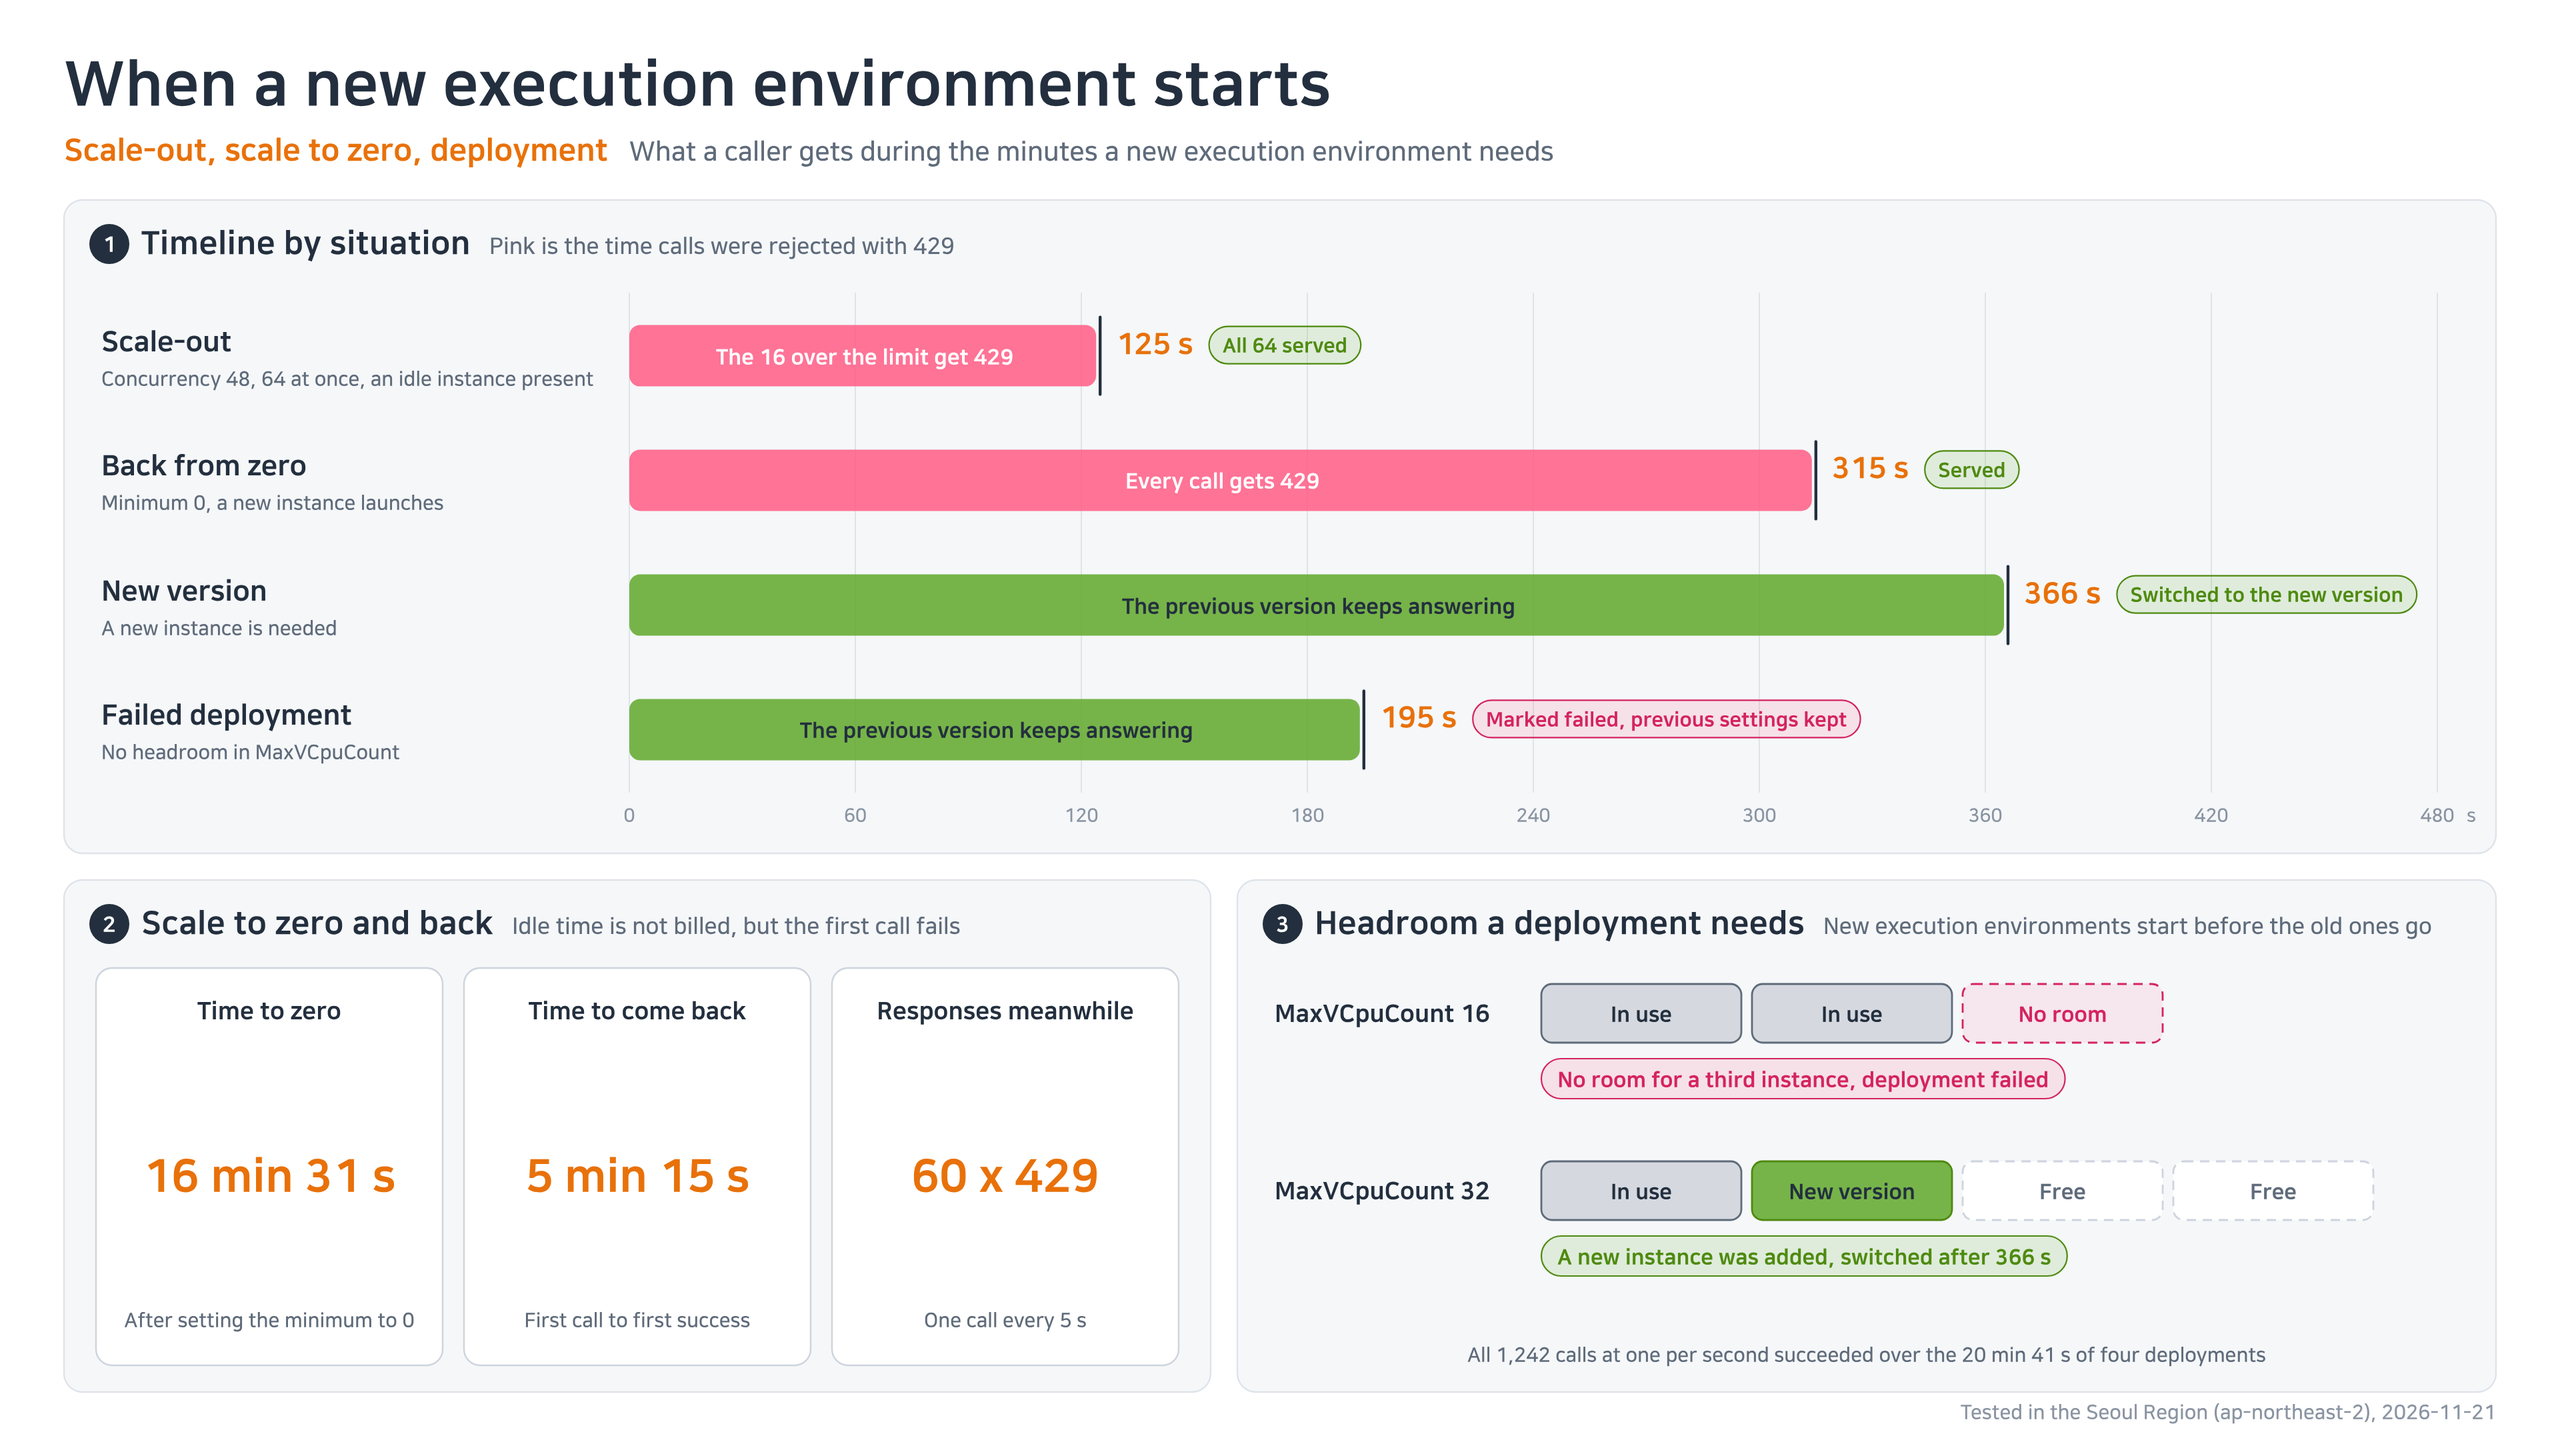 When a new execution environment starts
Scale-out, scale to zero, deployment What a caller gets during the minutes a new execution environment needs
1 Timeline by situation Pink is the time calls were rejected with 429
Scale-out
Concurrency 48, 64 at once, an idle instance present
The 16 over the limit get 429
125 s All 64 served
Back from zero
Minimum 0, a new instance launches
Every call gets 429
315 s Served
New version
A new instance is needed
The previous version keeps answering
366 s Switched to the new version
Failed deployment
No headroom in MaxVCpuCount
The previous version keeps answering
195 s Marked failed, previous settings kept
0 60 120 180 240 300 360 420 480 s
2 Scale to zero and back Idle time is not billed, but the first call fails
Time to zero
16 min 31 s
After setting the minimum to 0
Time to come back
5 min 15 s
First call to first success
Responses meanwhile
60 x 429
One call every 5 s
3 Headroom a deployment needs New execution environments start before the old ones go
MaxVCpuCount 16 In use In use No room
No room for a third instance, deployment failed
MaxVCpuCount 32 In use New version Free Free
A new instance was added, switched after 366 s
All 1,242 calls at one per second succeeded over the 20 min 41 s of four deployments
Tested in the Seoul Region (ap-northeast-2), 2026-11-21